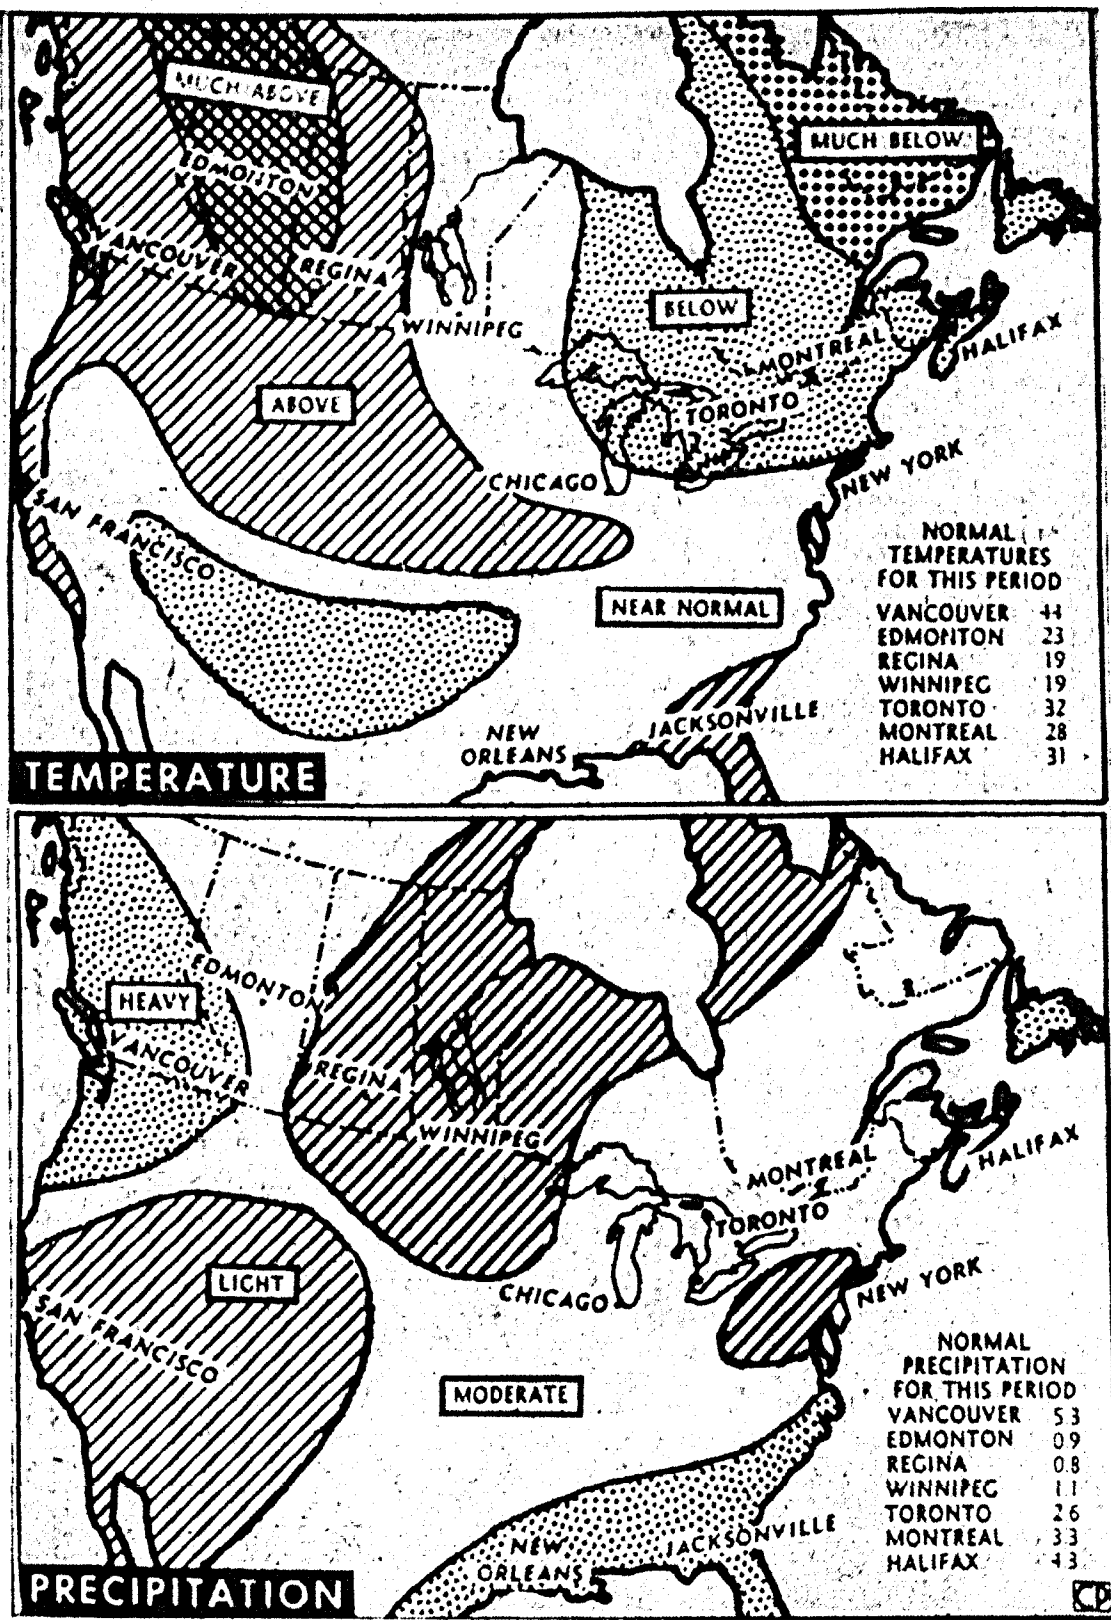 MUCH ABOVE
MUCH BELOW
EDMONTON
VANCOUVER
REGINA
WINNIPEG
BELOW
MONTREAL
HALIFAX
ABOVE
TORONTO
CHICAGO
NEW YORK
SAN FRANCISCO
NORMAL
TEMPERATURES
FOR THIS PERIOD
NEAR NORMAL
VANCOUVER 44
EDMONTON 23
REGINA 19
WINNIPEG 19
TORONTO 32
MONTREAL 28
HALIFAX 31
JACKSONVILLE
NEW
ORLEANS
TEMPERATURE
EDMONTON
HEAVY
VANCOUVER
REGINA
WINNIPEG
MONTREAL
HALIFAX
TORONTO
LIGHT
CHICAGO
NEW YORK
SAN FRANCISCO
MODERATE
NORMAL
PRECIPITATION
FOR THIS PERIOD
VANCOUVER 5.3
EDMONTON 0.9
REGINA 0.8
WINNIPEG 1.1
TORONTO 2.6
MONTREAL 3.3
HALIFAX 4.3
JACKSONVILLE
NEW
ORLEANS
PRECIPITATION
CP